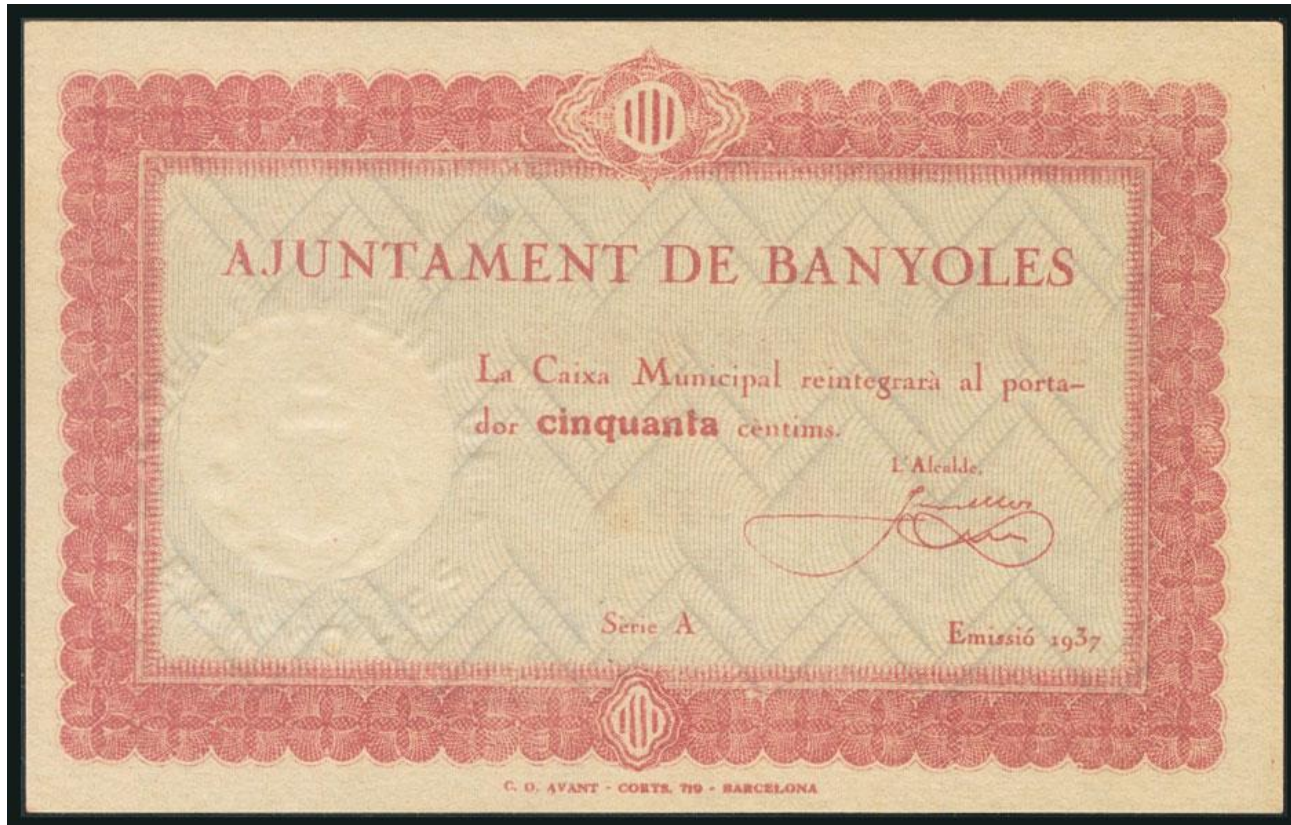 AJUNTAMENT DE BANYOLES
La Caixa Municipal reintegrarà al porta-
dor cinquanta cèntims.
L'Alcalde,
Serie A
Emissió 1937
C. O. AVANT - CORTS, 719 - BARCELONA